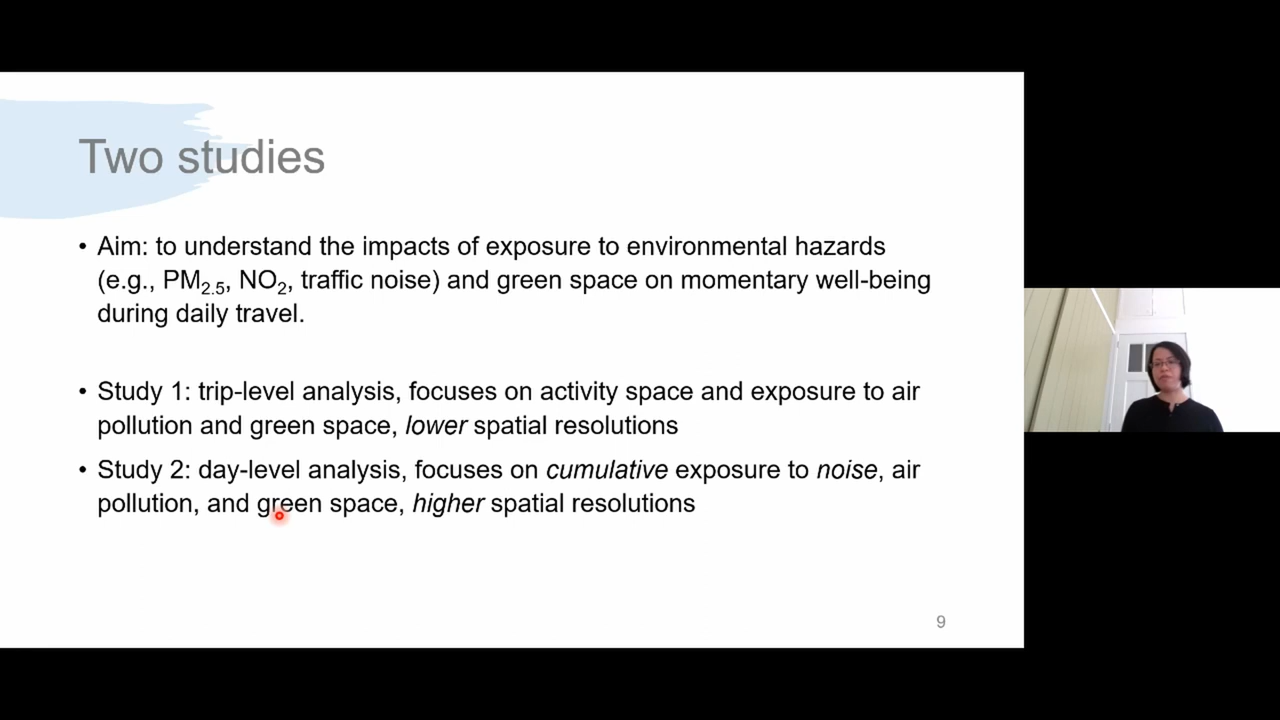 Two studies
• Aim: to understand the impacts of exposure to environmental hazards
(e.g., PM2.5, NO2, traffic noise) and green space on momentary well-being
during daily travel.
• Study 1: trip-level analysis, focuses on activity space and exposure to air
pollution and green space, lower spatial resolutions
• Study 2: day-level analysis, focuses on cumulative exposure to noise, air
pollution, and green space, higher spatial resolutions
9